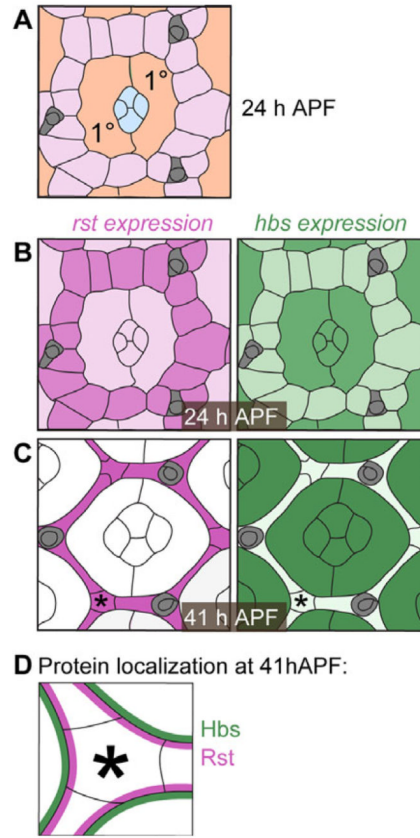 A
1°
1°
24 h APF
rst expression
hbs expression
B
24 h APF
C
*
*
41 h APF
D Protein localization at 41hAPF:
*
Hbs
Rst